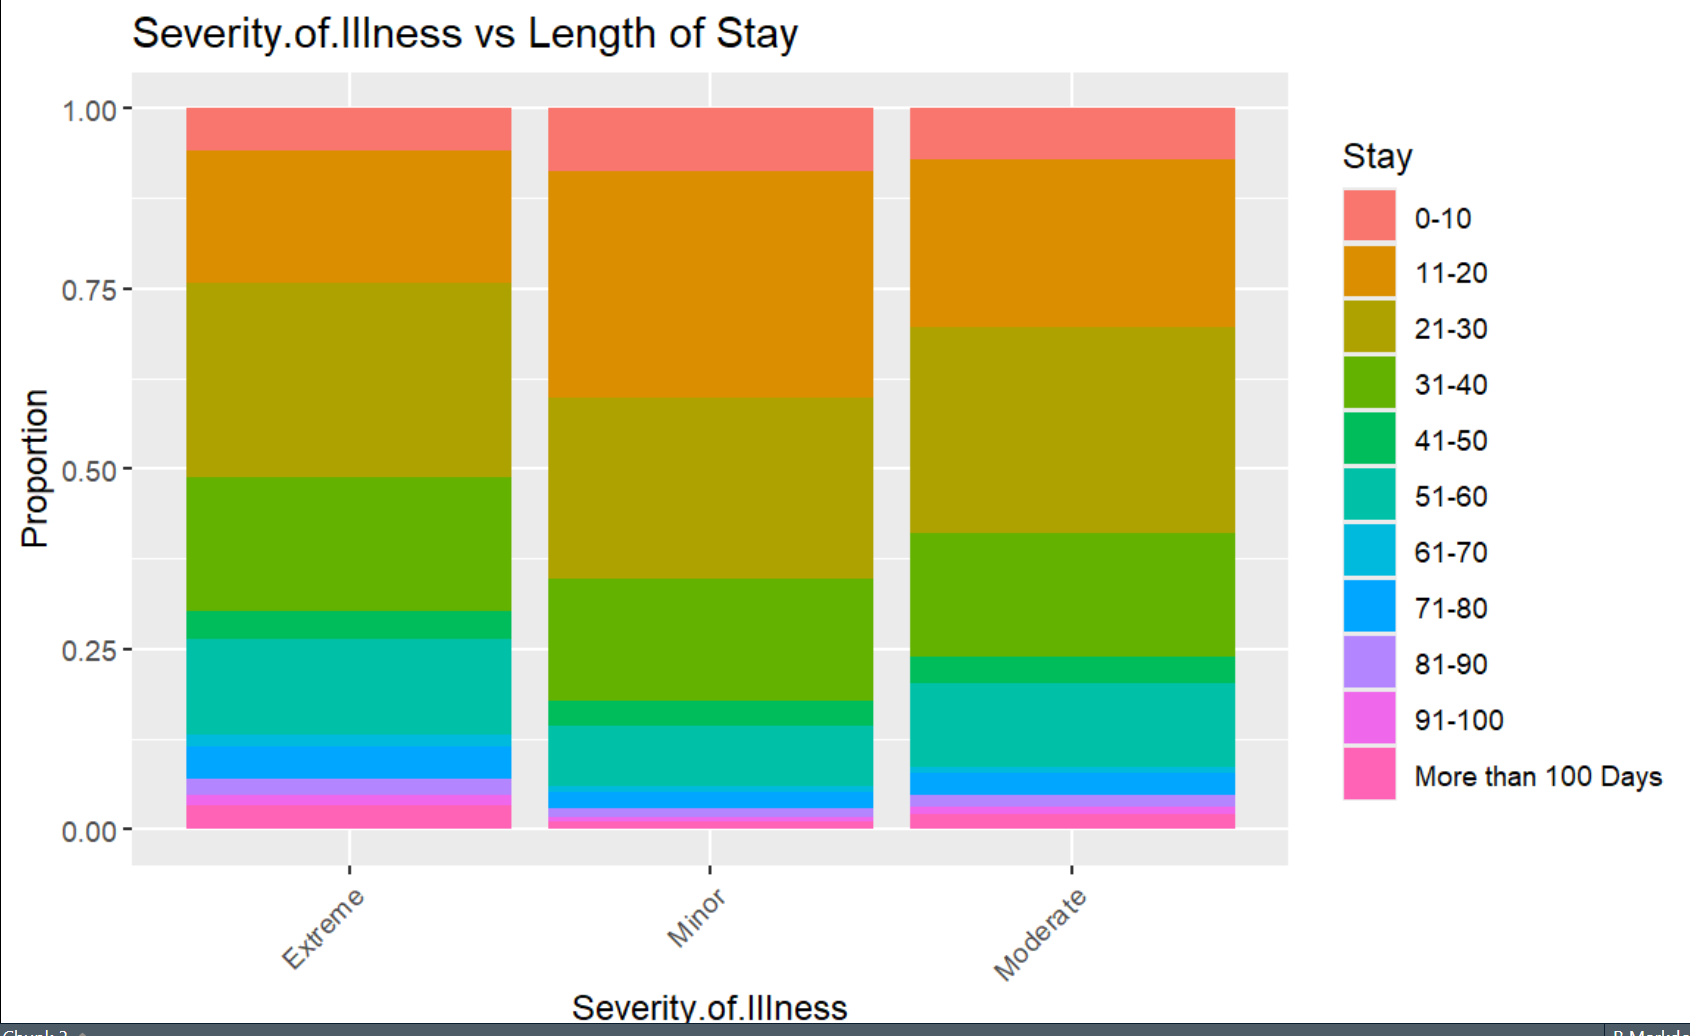 Severity.of.Illness vs Length of Stay
1.00
0.75
0.50
0.25
0.00
Proportion
Extreme
Minor
Moderate
Severity.of.Illness
Stay
0-10
11-20
21-30
31-40
41-50
51-60
61-70
71-80
81-90
91-100
More than 100 Days